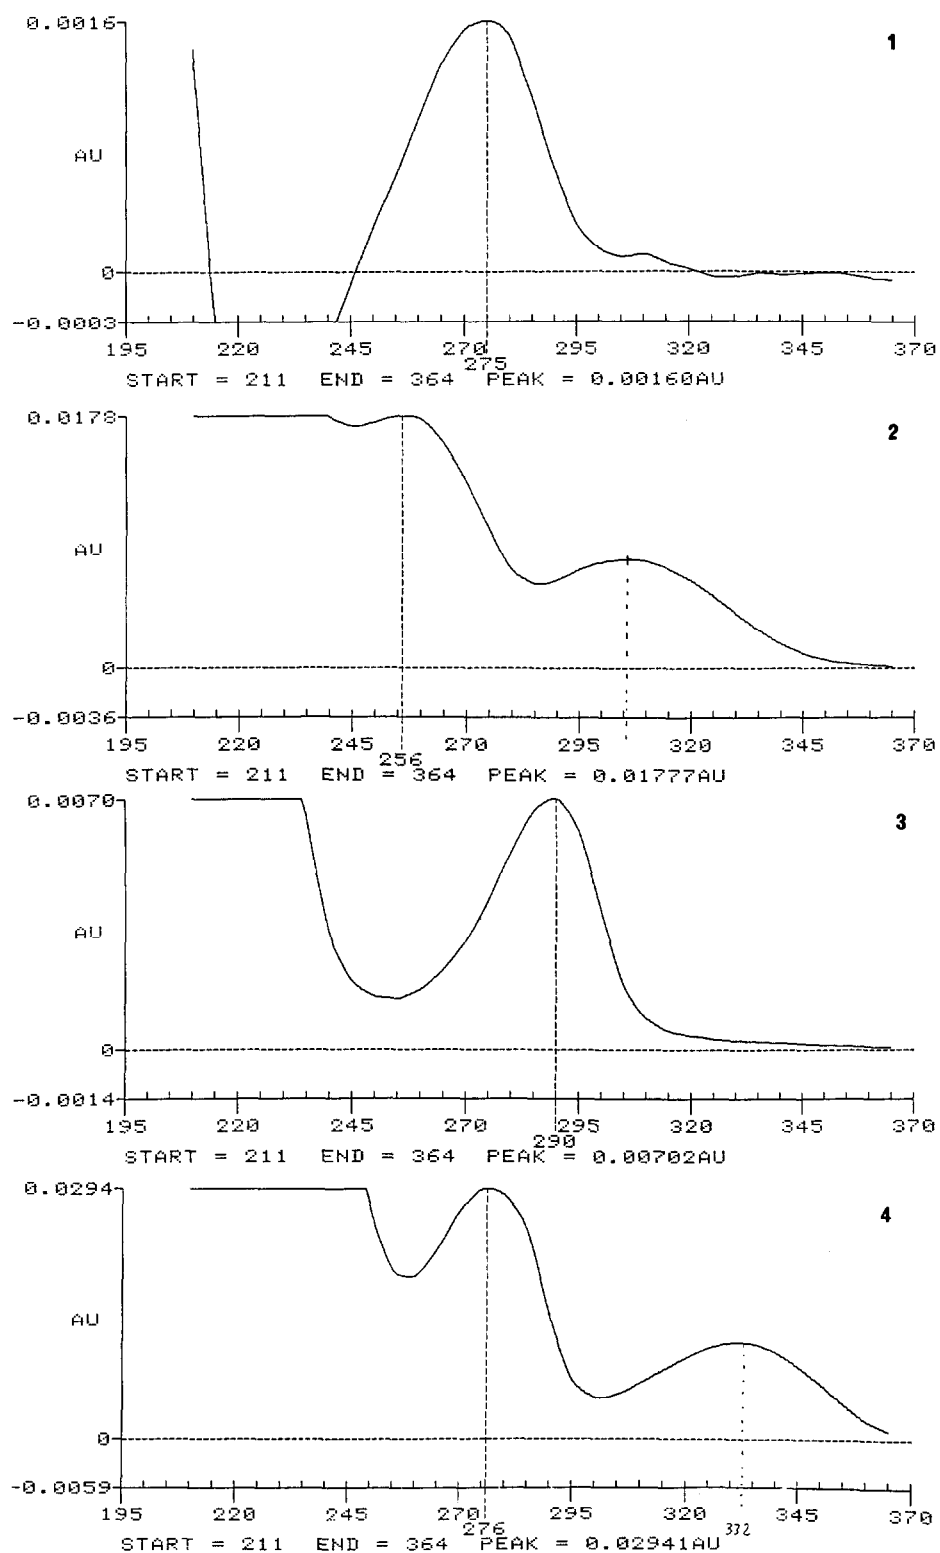 0.0016
1
AU
0
-0.0003
195 220 245 270 295 320 345 370
275
START = 211 END = 364 PEAK = 0.00160AU
0.0178
2
AU
0
-0.0036
195 220 245 270 295 320 345 370
256
START = 211 END = 364 PEAK = 0.01777AU
0.0070
3
AU
0
-0.0014
195 220 245 270 295 320 345 370
290
START = 211 END = 364 PEAK = 0.00702AU
0.0294
4
AU
0
-0.0059
195 220 245 270 295 320 345 370
276 332
START = 211 END = 364 PEAK = 0.02941AU